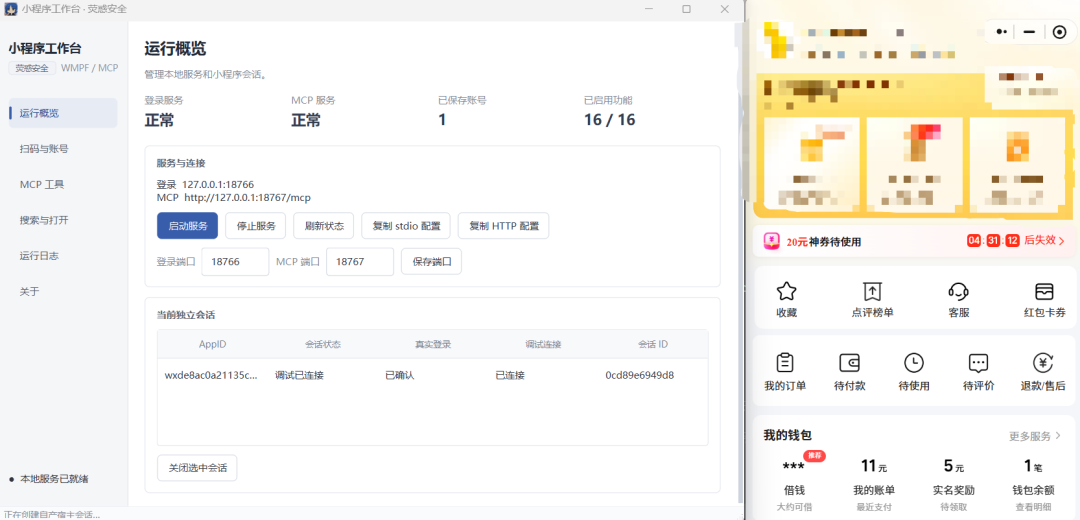 小程序工作台 · 荧惑安全
小程序工作台
荧惑安全 WMPF / MCP
运行概览
扫码与账号
MCP 工具
搜索与打开
运行日志
关于
本地服务已就绪
正在创建自产宿主会话...
运行概览
管理本地服务和小程序会话。
登录服务 MCP 服务 已保存账号 已启用功能
正常 正常 1 16 / 16
服务与连接
登录 127.0.0.1:18766
MCP http://127.0.0.1:18767/mcp
启动服务 停止服务 刷新状态 复制 stdio 配置 复制 HTTP 配置
登录端口 18766 MCP 端口 18767 保存端口
当前独立会话
AppID 会话状态 真实登录 调试连接 会话 ID
wxde8ac0a21135c... 调试已连接 已确认 已连接 0cd89e6949d8
关闭选中会话
20元神券待使用 04:31:12 后失效
收藏 点评榜单 客服 红包卡券
我的订单 待付款 待使用 待评价 退款/售后
我的钱包 更多服务
推荐
*** 11元 5元 1笔
借钱 我的账单 实名奖励 钱包余额
大约可借 最近支付 待领取 查看明细